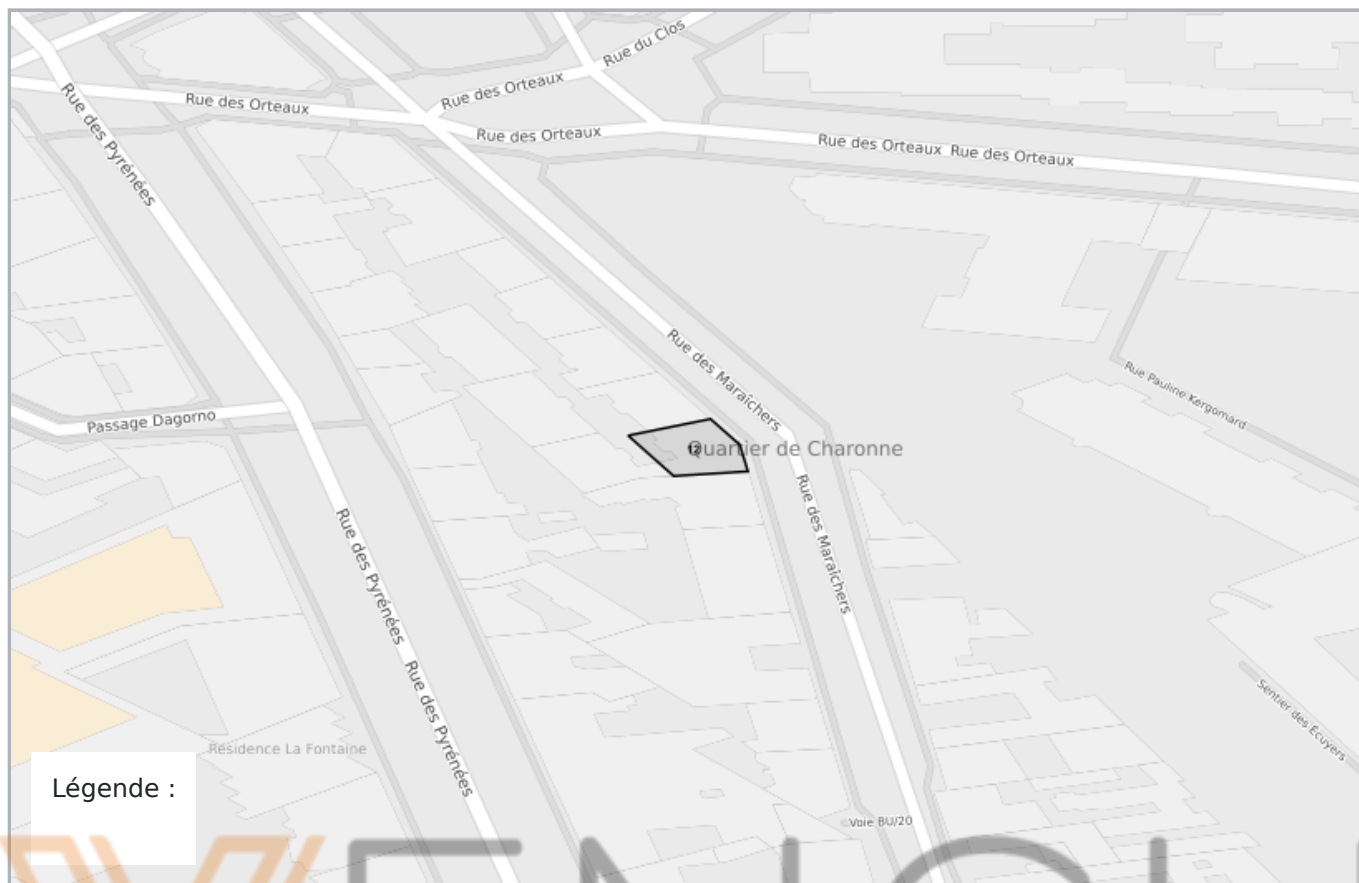 Rue du Clos
Rue des Orteaux
Rue des Orteaux
Rue des Orteaux
Rue des Orteaux Rue des Orteaux
Rue des Pyrénées
Rue des Maraîchers
Rue Pauline Kergomard
Passage Dagorno
12
Quartier de Charonne
Rue des Maraîchers
Rue des Pyrénées
Rue des Pyrénées
Sentier des Écuyers
Résidence La Fontaine
Légende :
Voie BU/20